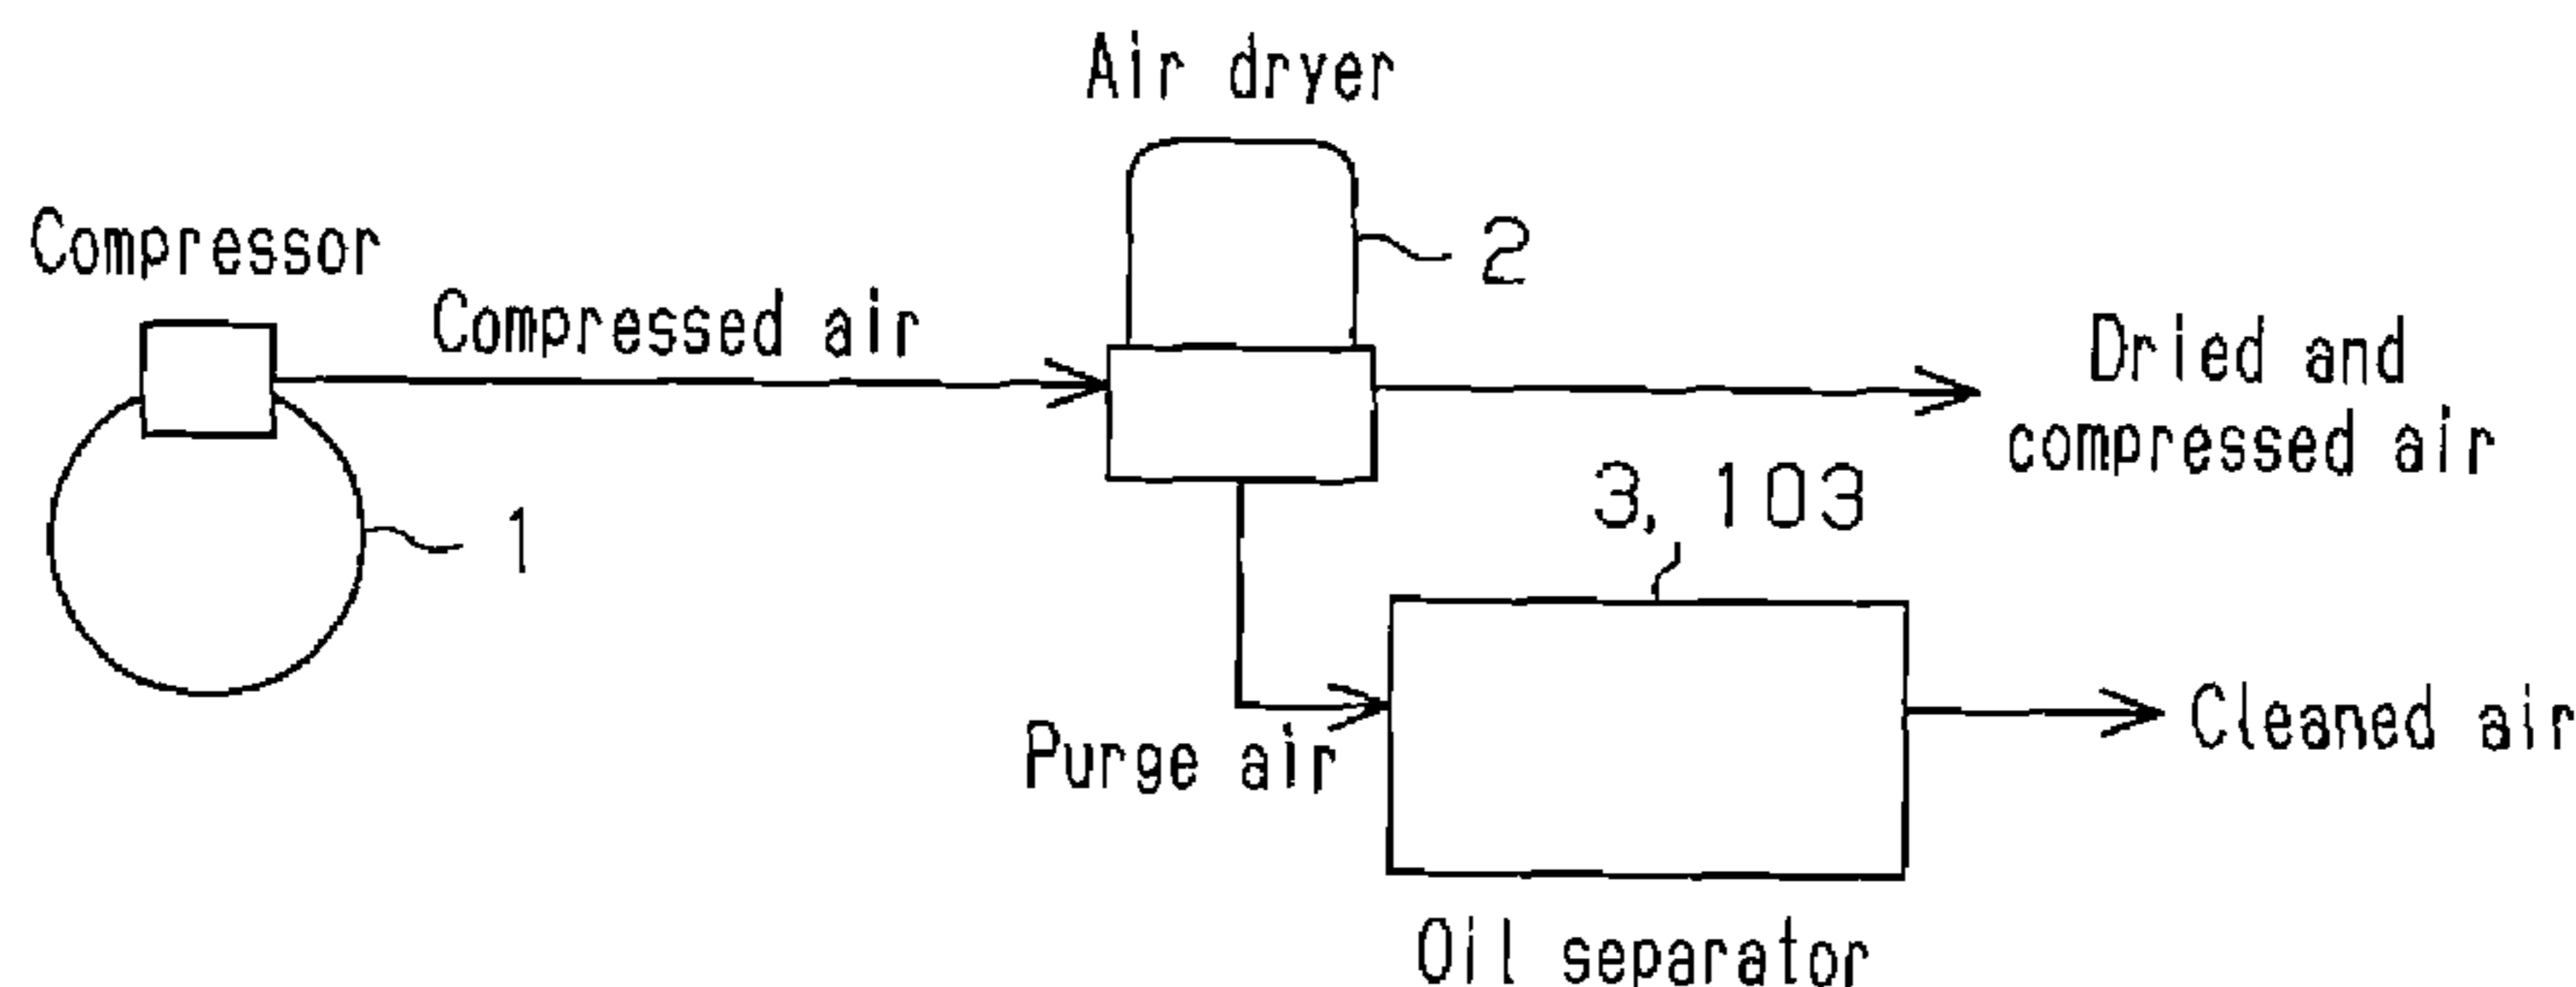 Air dryer
Compressor
2
Compressed air
Dried and
compressed air
3, 103
1
Purge air
Cleaned air
Oil separator